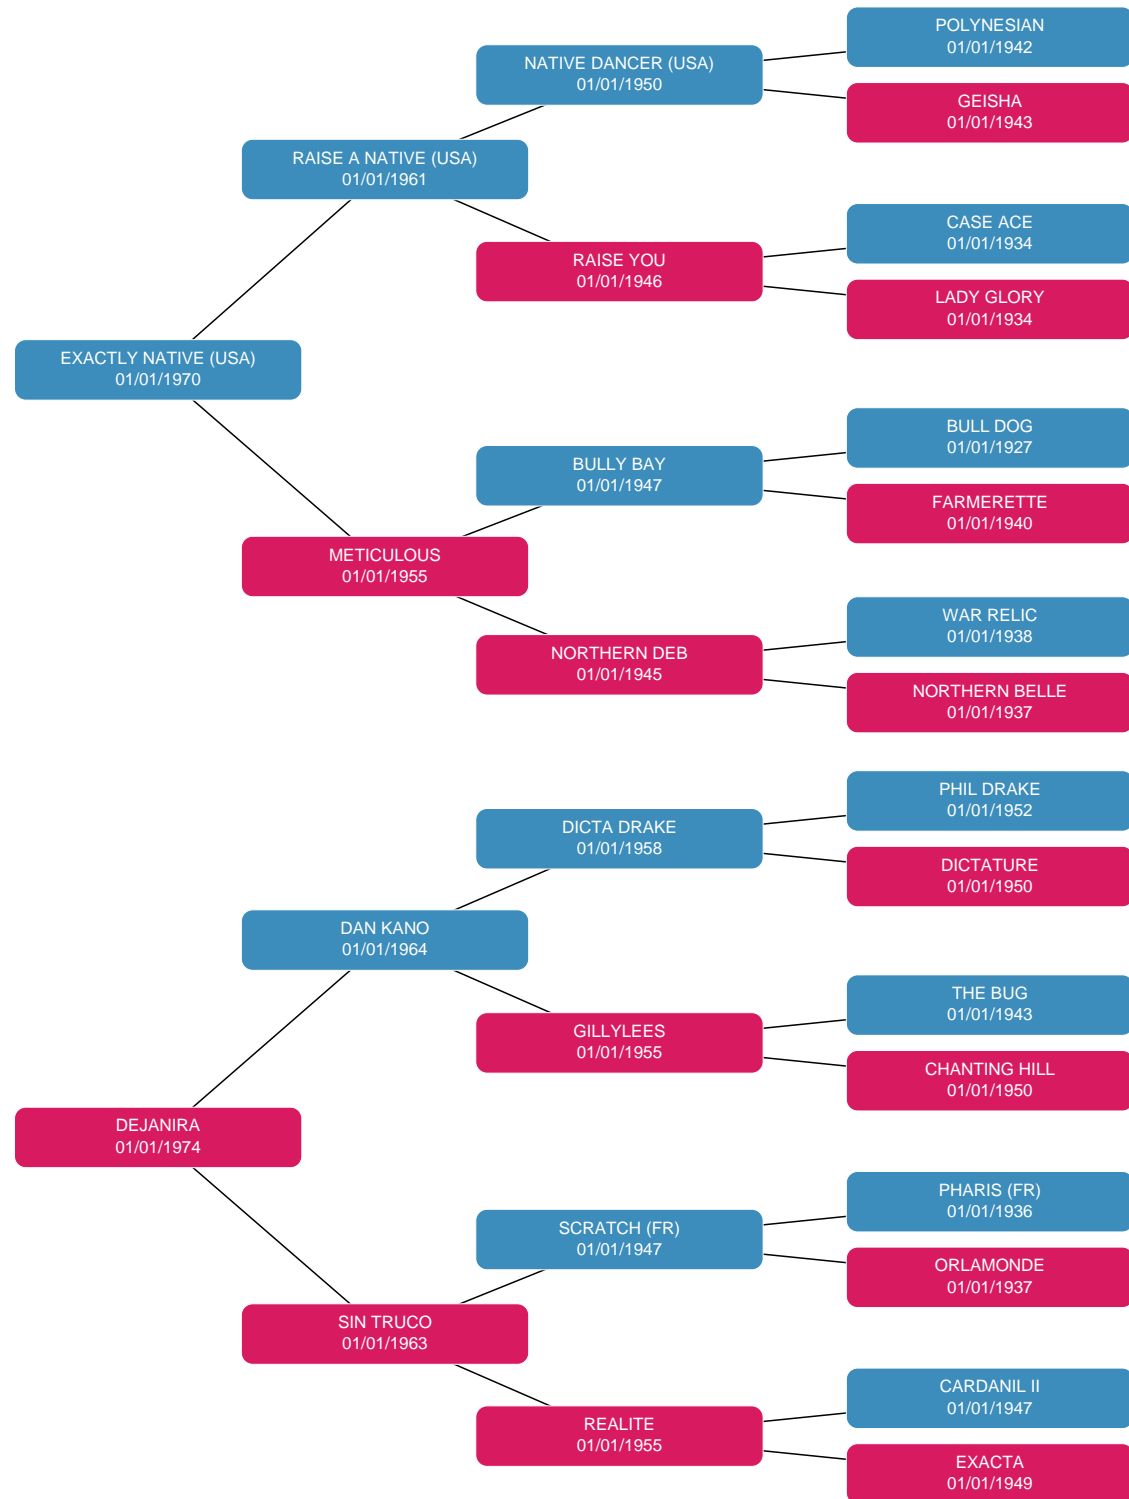 POLYNESIAN
01/01/1942
NATIVE DANCER (USA)
01/01/1950
GEISHA
01/01/1943
RAISE A NATIVE (USA)
01/01/1961
CASE ACE
01/01/1934
RAISE YOU
01/01/1946
LADY GLORY
01/01/1934
EXACTLY NATIVE (USA)
01/01/1970
BULL DOG
01/01/1927
BULLY BAY
01/01/1947
FARMERETTE
01/01/1940
METICULOUS
01/01/1955
WAR RELIC
01/01/1938
NORTHERN DEB
01/01/1945
NORTHERN BELLE
01/01/1937
PHIL DRAKE
01/01/1952
DICTA DRAKE
01/01/1958
DICTATURE
01/01/1950
DAN KANO
01/01/1964
THE BUG
01/01/1943
GILLYLEES
01/01/1955
CHANTING HILL
01/01/1950
DEJANIRA
01/01/1974
PHARIS (FR)
01/01/1936
SCRATCH (FR)
01/01/1947
ORLAMONDE
01/01/1937
SIN TRUCO
01/01/1963
CARDANIL II
01/01/1947
REALITE
01/01/1955
EXACTA
01/01/1949